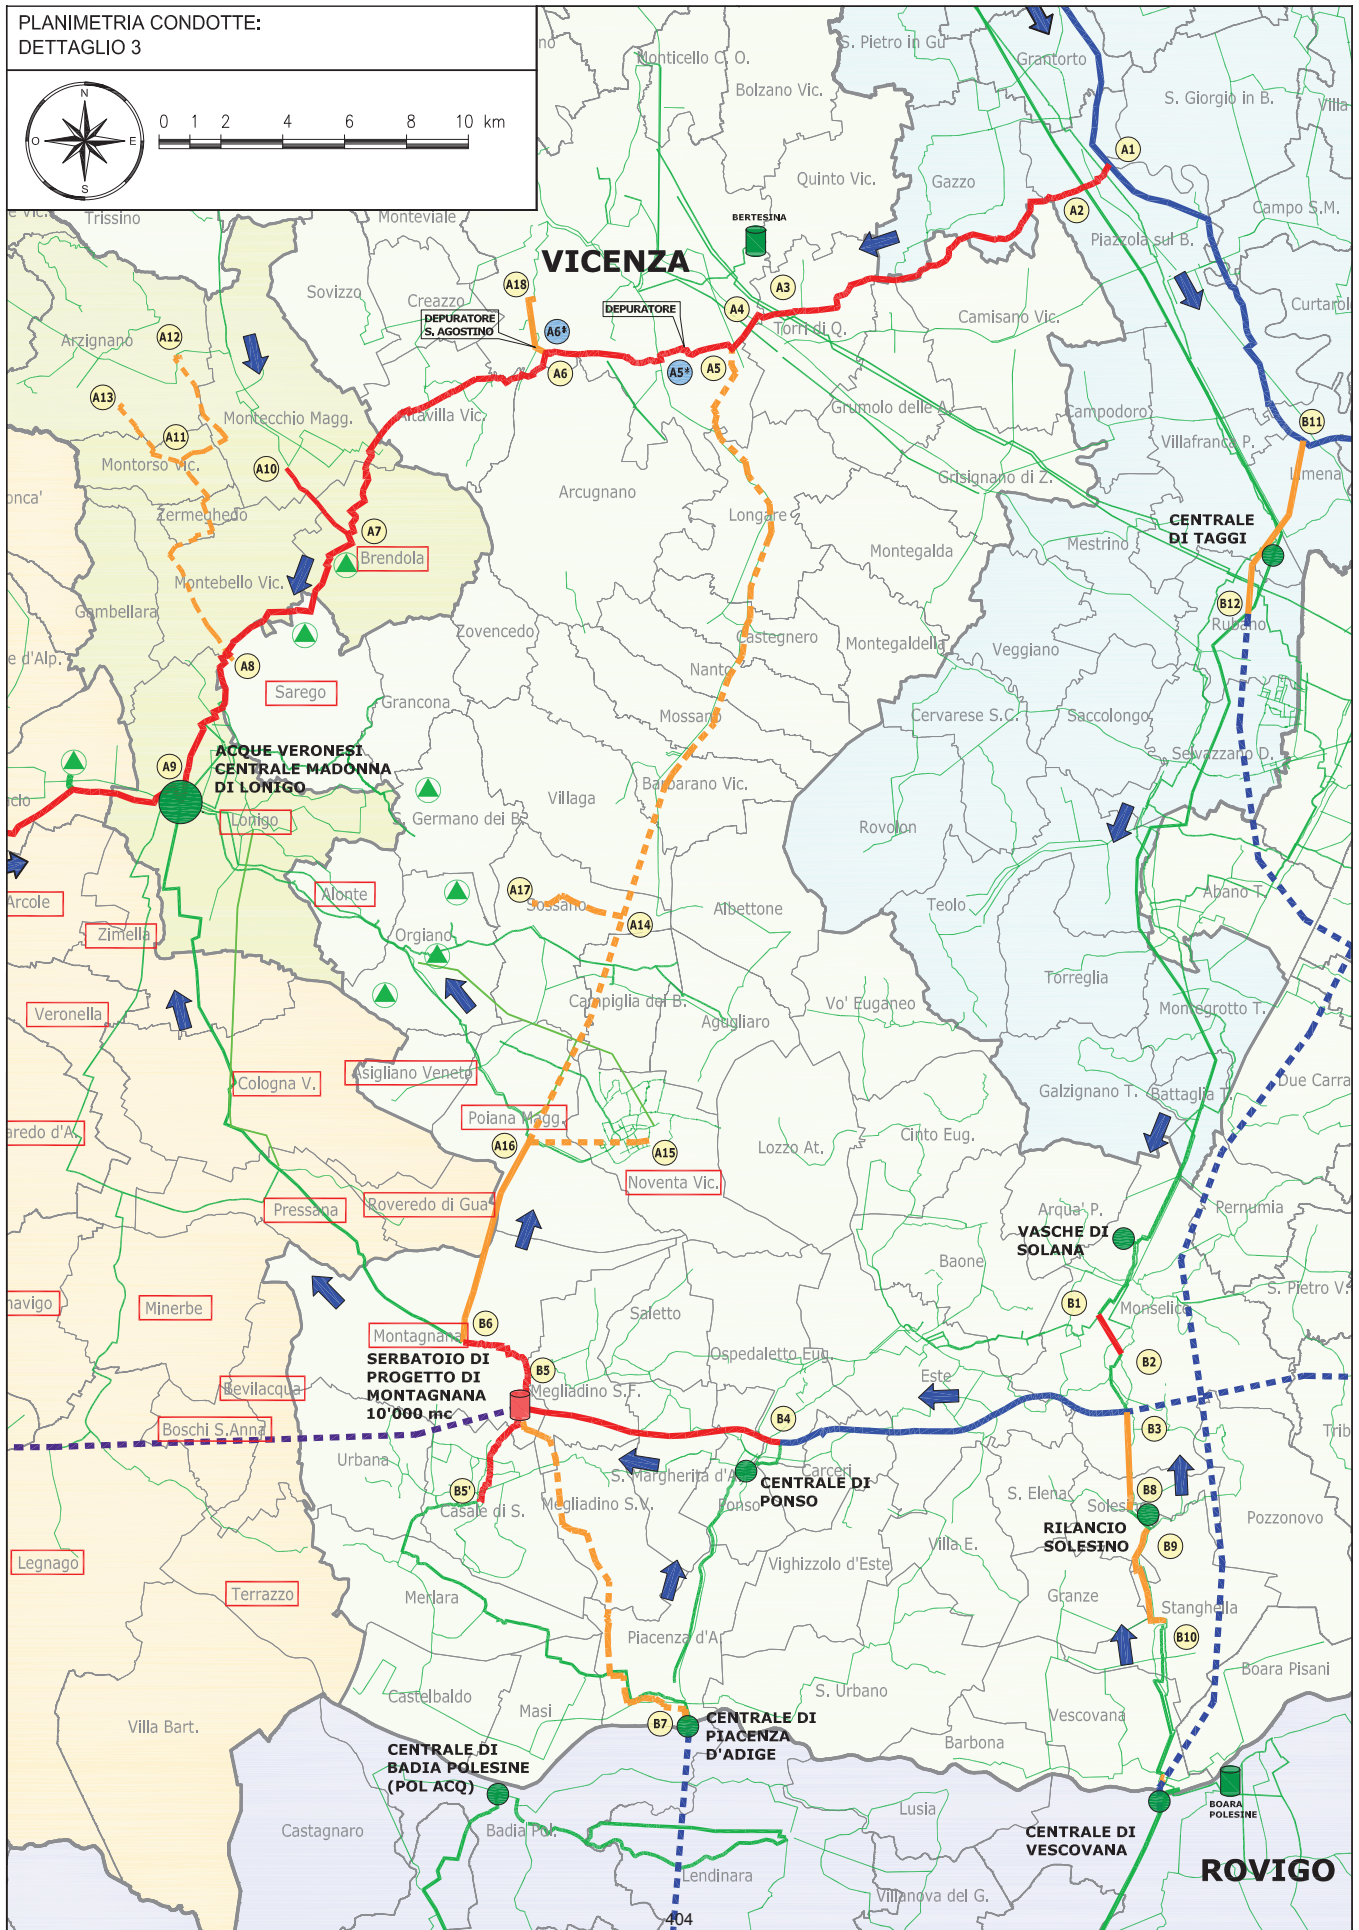 PLANIMETRIA CONDOTTE:
DETTAGLIO 3
N
O
E
S
0 1 2 4 6 8 10 km
Monticello C. O.
Bolzano Vic.
S. Pietro in Gu
Grantorto
S. Giorgio in B.
Villa
A1
Quinto Vic.
Gazzo
A2
Campo S.M.
Trissino
Monteviale
BERTESINA
Piazzola sul B.
VICENZA
Sovizzo
Creazzo
A18
A3
Curtarol
DEPURATORE
S. AGOSTINO
DEPURATORE
A4
Torri di Q.
Camisano Vic.
Arzignano
A12
A6*
A6
A5*
A5
A13
Montecchio Magg.
Altavilla Vic.
Grumolo delle A.
Campodoro
B11
A11
Villafranca P.
Montorso Vic.
A10
Limena
onca'
Arcugnano
Grisignano di Z.
Zermeghedo
A7
Longare
CENTRALE
DI TAGGI
Brendola
Montegalda
Mestrino
Montebello Vic.
Gambellara
B12
Rubano
Zovencedo
Castegnero
Montegaldella
Veggiano
e d'Alp.
A8
Nanto
Sarego
Grancona
Mossano
Cervarese S.C.
Saccolongo
ACQUE VERONESI
CENTRALE MADONNA
DI LONIGO
A9
Selvazzano D.
Barbarano Vic.
Villaga
S. Germano dei B.
Lonigo
Rovolon
Arcole
Alonte
A17
Sossano
Albettone
Teolo
Abano T.
A14
Zimella
Orgiano
Torreglia
Veronella
Campiglia dei B.
Vo' Euganeo
Montegrotto T.
Agugliaro
Cologna V.
Asigliano Veneto
Galzignano T.
Battaglia T.
Due Carra
Poiana Magg.
aredo d'A.
A16
A15
Lozzo At.
Cinto Eug.
Noventa Vic.
Pressana
Roveredo di Gua'
Arqua' P.
Pernumia
VASCHE DI
SOLANA
Baone
navigo
Minerbe
Saletto
B1
Monselice
S. Pietro V.
B6
Montagnana
SERBATOIO DI
PROGETTO DI
MONTAGNANA
10'000 mc
Ospedaletto Eug.
B2
Este
B5
Bevilacqua
Megliadino S.F.
Boschi S.Anna
B4
B3
Trib
Urbana
S. Margherita d'A.
Carceri
CENTRALE DI
PONSO
Ponso
B5'
Casale di S.
Megliadino S.V.
S. Elena
B8
Solesino
Pozzonovo
RILANCIO
SOLESINO
B9
Legnago
Villa E.
Vighizzolo d'Este
Terrazzo
Merlara
Granze
Stanghella
Piacenza d'A.
B10
Boara Pisani
Castelbaldo
Masi
S. Urbano
Vescovana
Villa Bart.
B7
CENTRALE DI
PIACENZA
D'ADIGE
Barbona
CENTRALE DI
BADIA POLESINE
(POL ACQ)
BOARA
POLESINE
Lusia
Castagnaro
Badia Pol.
CENTRALE DI
VESCOVANA
ROVIGO
Lendinara
Villanova del G.
404